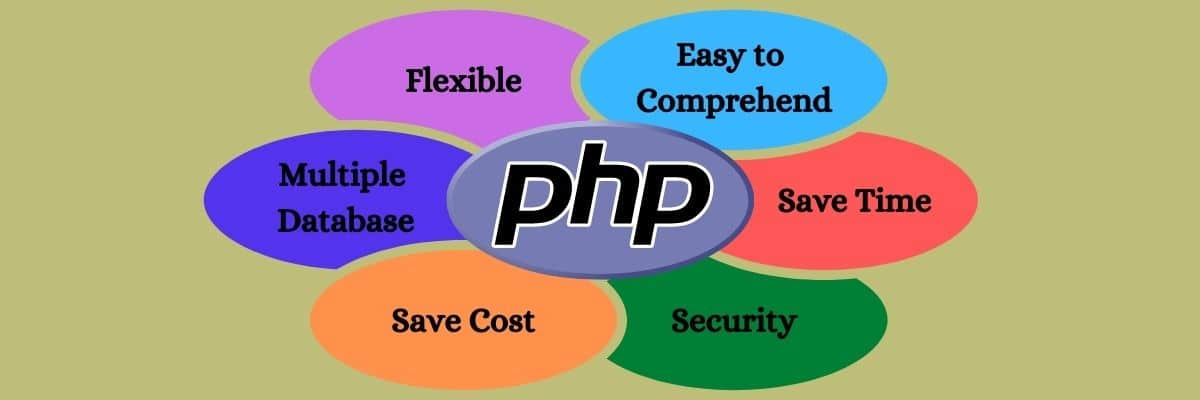 Flexible
Easy to
Comprehend
Multiple
Database
php
Save Time
Save Cost
Security